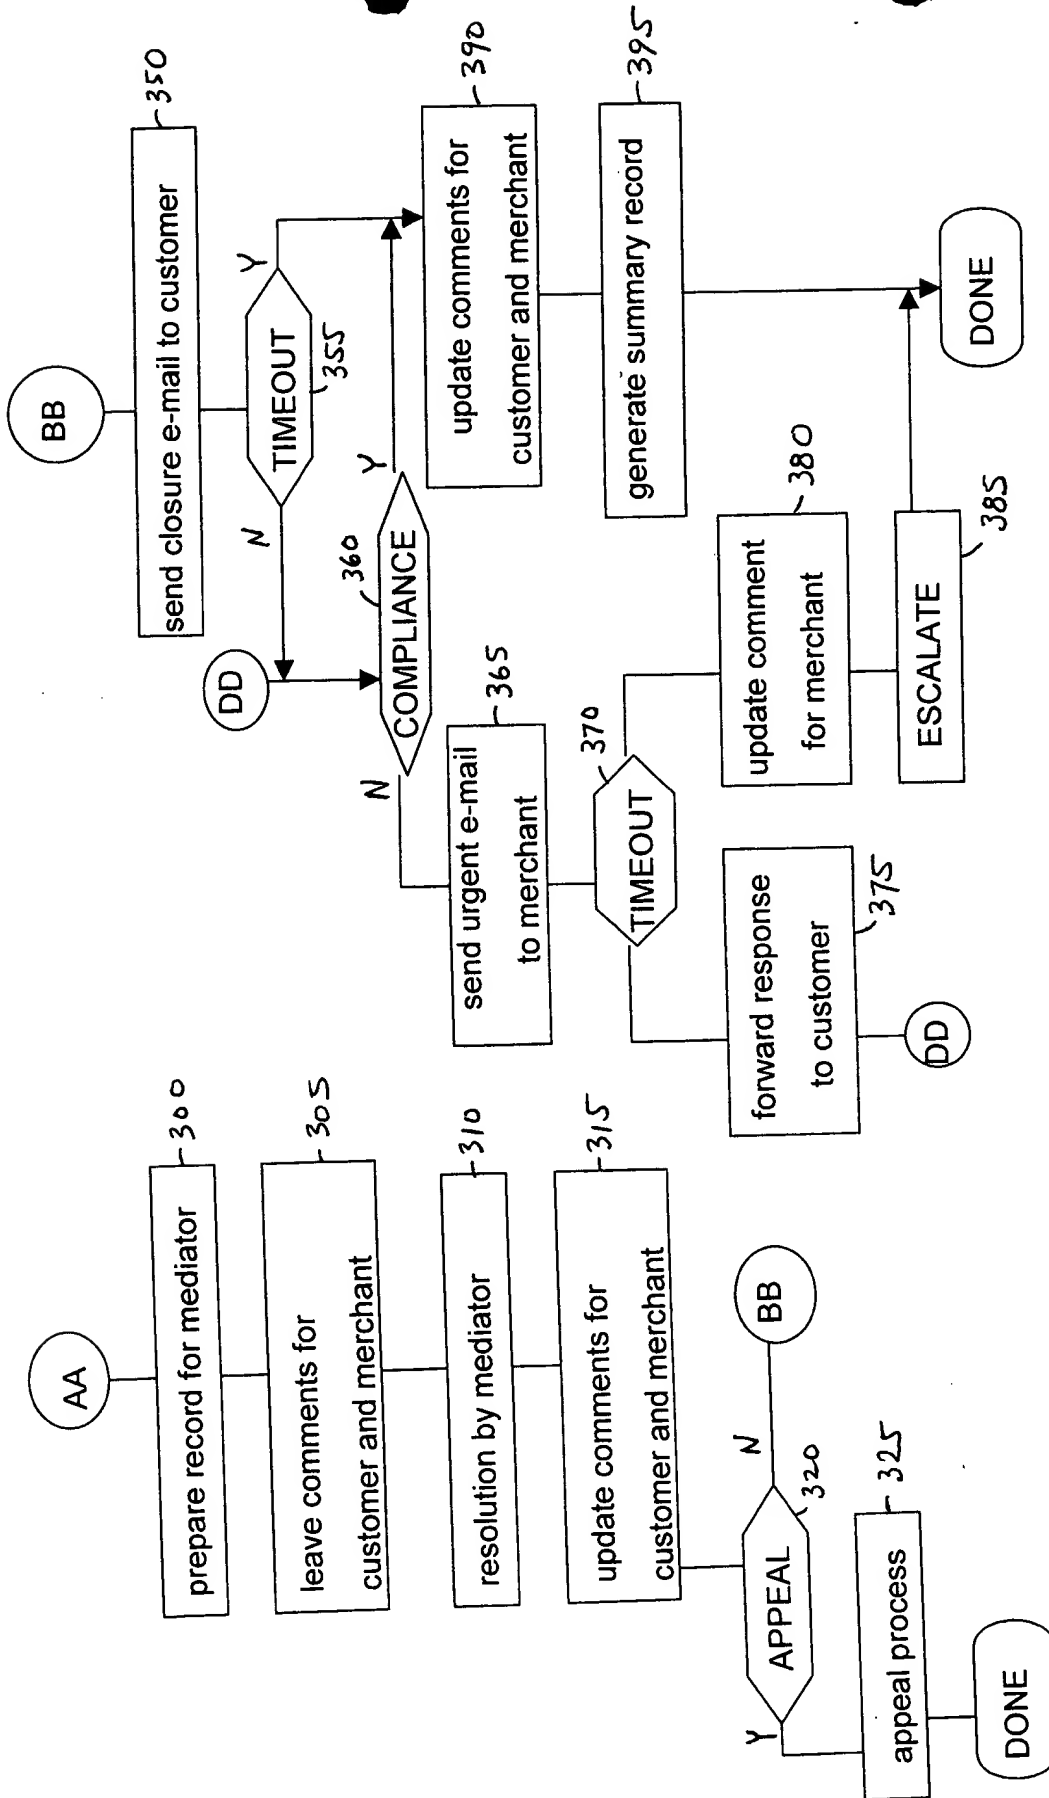 AA
prepare record for mediator
300
leave comments for
customer and merchant
305
resolution by mediator
310
update comments for
customer and merchant
315
APPEAL
320
Y
N
BB
appeal process
325
DONE
BB
send closure e-mail to customer
350
TIMEOUT
355
N
Y
DD
COMPLIANCE
360
N
Y
send urgent e-mail
to merchant
365
TIMEOUT
370
forward response
to customer
375
DD
update comment
for merchant
380
ESCALATE
385
update comments for
customer and merchant
390
generate summary record
395
DONE